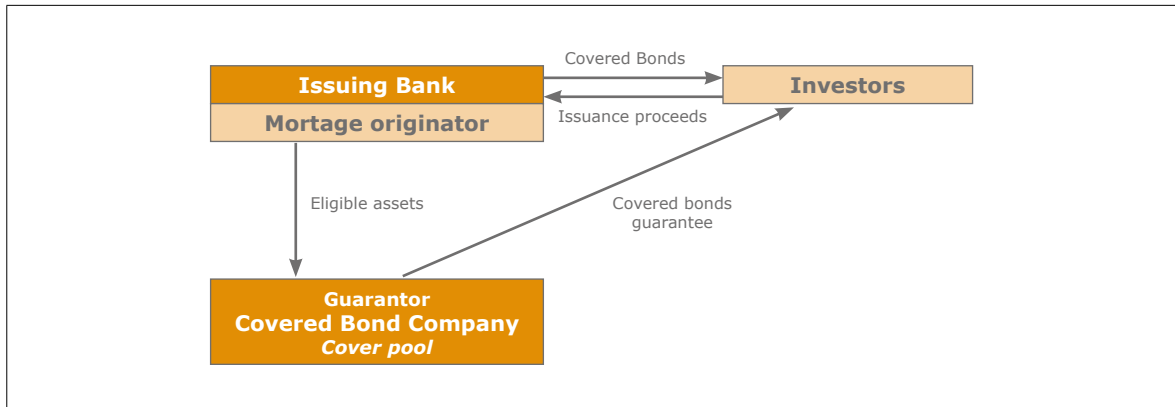 Covered Bonds
Issuing Bank
Investors
Mortage originator
Issuance proceeds
Eligible assets
Covered bonds
guarantee
Guarantor
Covered Bond Company
Cover pool